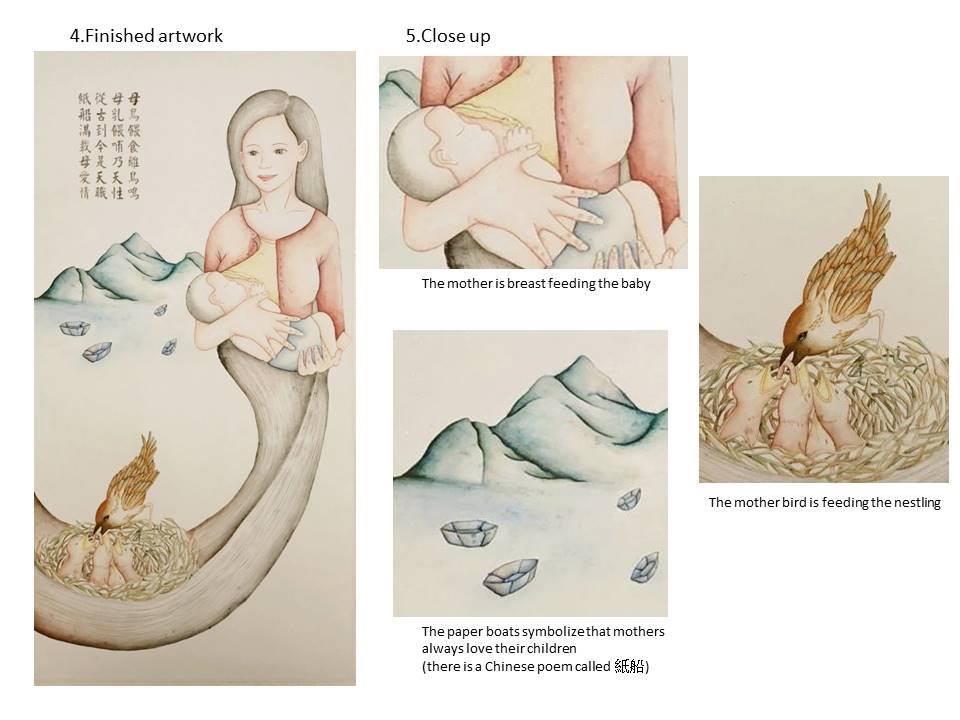 4.Finished artwork
母鳥餵食雛鳥鳴
母乳餵哺乃天性
從古到今是天職
紙船滿載母愛情
5.Close up
The mother is breast feeding the baby
The paper boats symbolize that mothers
always love their children
(there is a Chinese poem called 紙船)
The mother bird is feeding the nestling